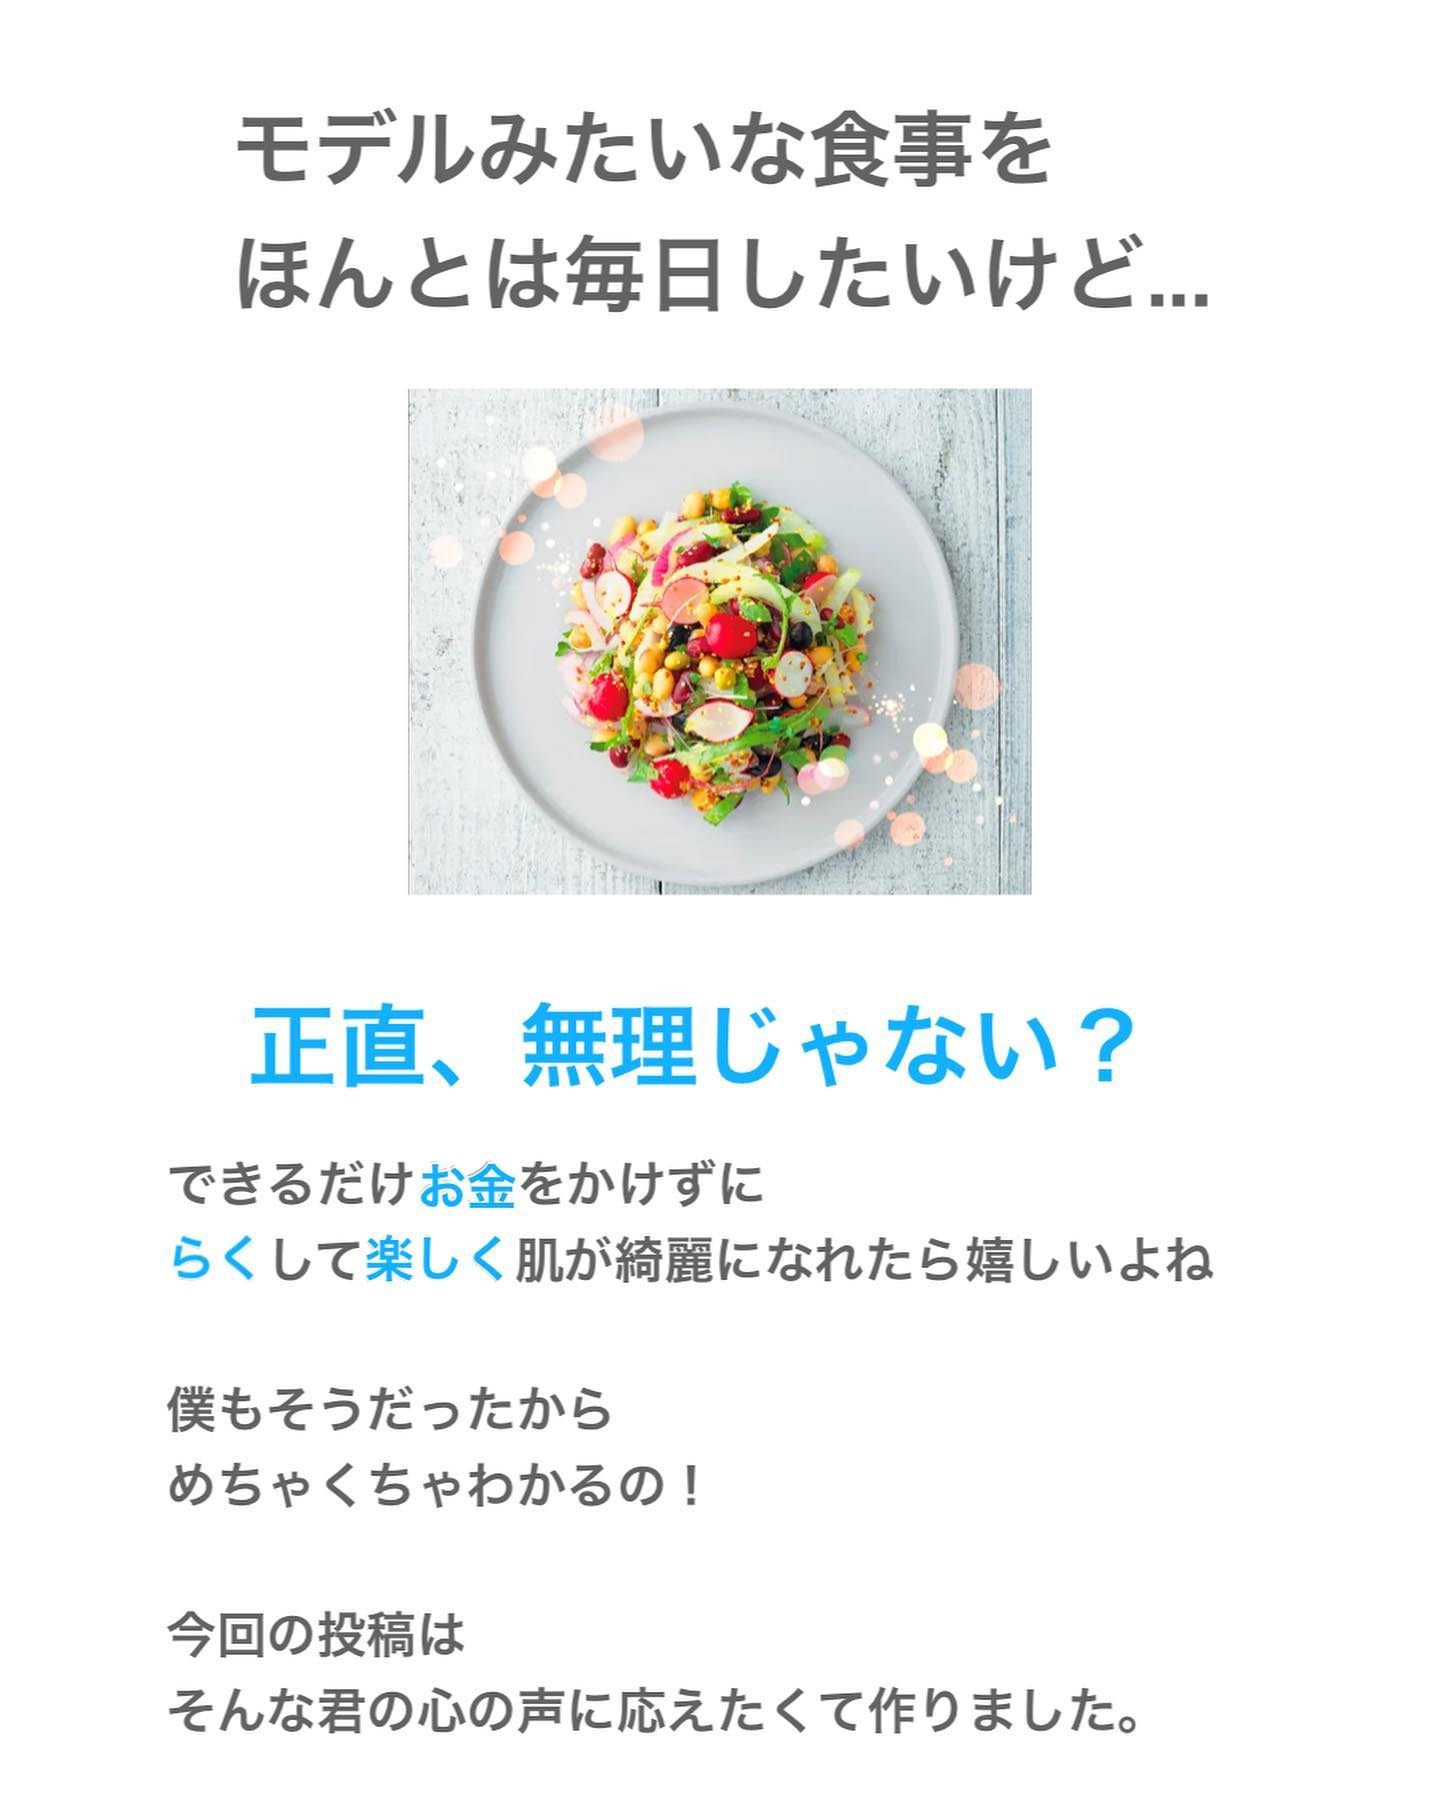 モデルみたいな食事を
ほんとは毎日したいけど...
正直、無理じゃない？
できるだけお金をかけずに
らくして楽しく肌が綺麗になれたら嬉しいよね
僕もそうだったから
めちゃくちゃわかるの！
今回の投稿は
そんな君の心の声に応えたくて作りました。